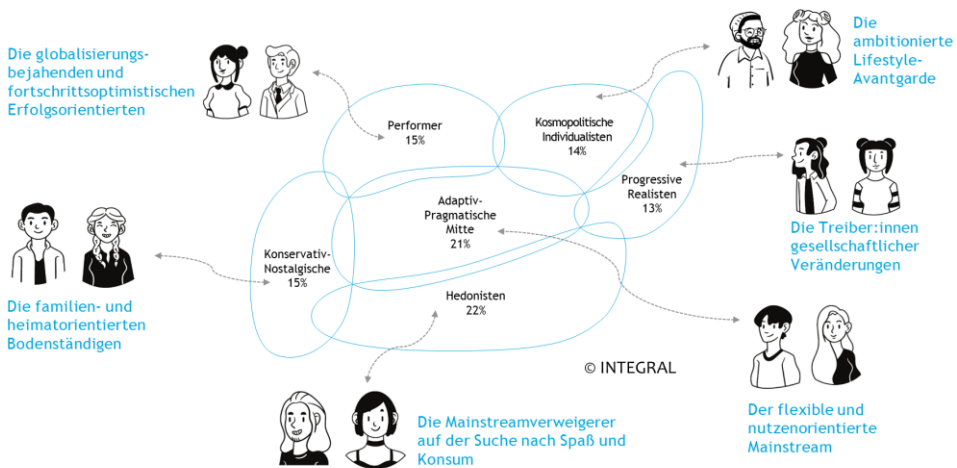 Die globalisierungs-
bejahenden und
fortschrittsoptimistischen
Erfolgsorientierten
Die
ambitionierte
Lifestyle-
Avantgarde
Performer
15%
Kosmopolitische
Individualisten
14%
Progressive
Realisten
13%
Adaptiv-
Pragmatische
Mitte
21%
Die Treiber:innen
gesellschaftlicher
Veränderungen
Konservativ-
Nostalgische
15%
Hedonisten
22%
Die familien- und
heimatorientierten
Bodenständigen
© INTEGRAL
Die Mainstreamverweigerer
auf der Suche nach Spaß und
Konsum
Der flexible und
nutzenorientierte
Mainstream